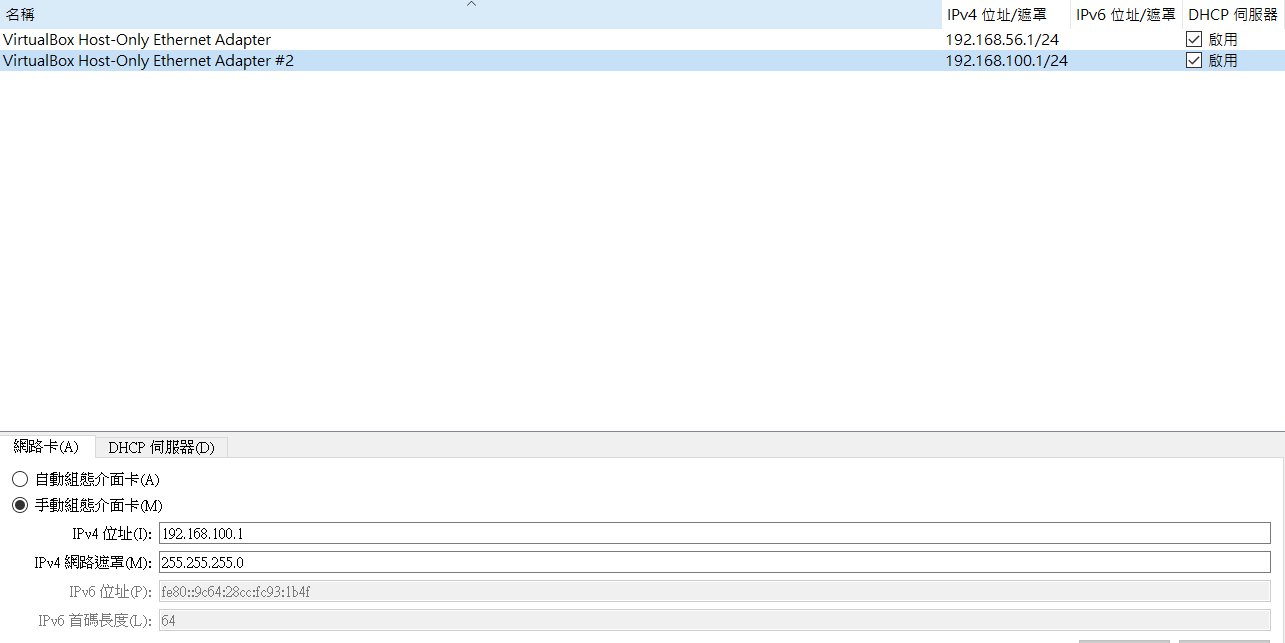 名稱 IPv4 位址/遮罩 IPv6 位址/遮罩 DHCP 伺服器
VirtualBox Host-Only Ethernet Adapter 192.168.56.1/24 啟用
VirtualBox Host-Only Ethernet Adapter #2 192.168.100.1/24 啟用
網路卡(A) DHCP 伺服器(D)
自動組態介面卡(A)
手動組態介面卡(M)
IPv4 位址(I): 192.168.100.1
IPv4 網路遮罩(M): 255.255.255.0
IPv6 位址(P): fe80::9c64:28cc:fc93:1b4f
IPv6 首碼長度(L): 64